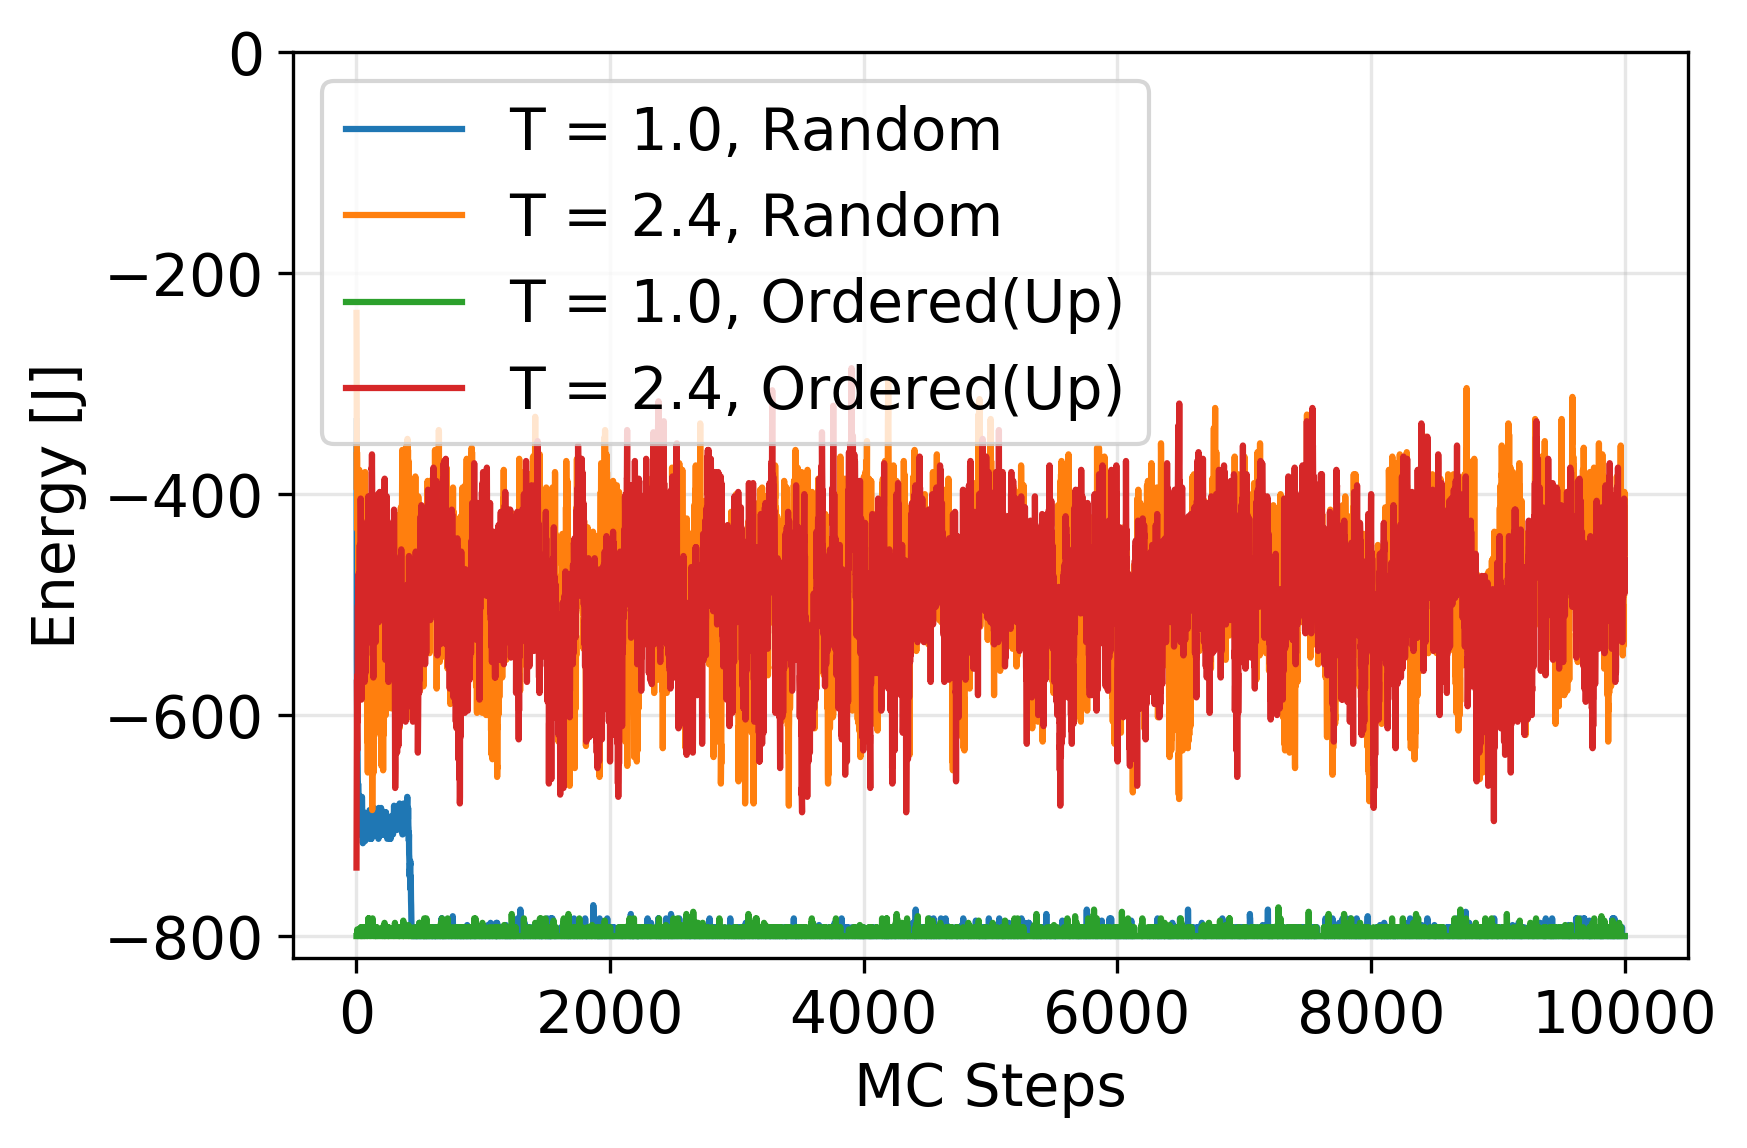 0
−200
−400
−600
−800
Energy [J]
T = 1.0, Random
T = 2.4, Random
T = 1.0, Ordered(Up)
T = 2.4, Ordered(Up)
0 2000 4000 6000 8000 10000
MC Steps